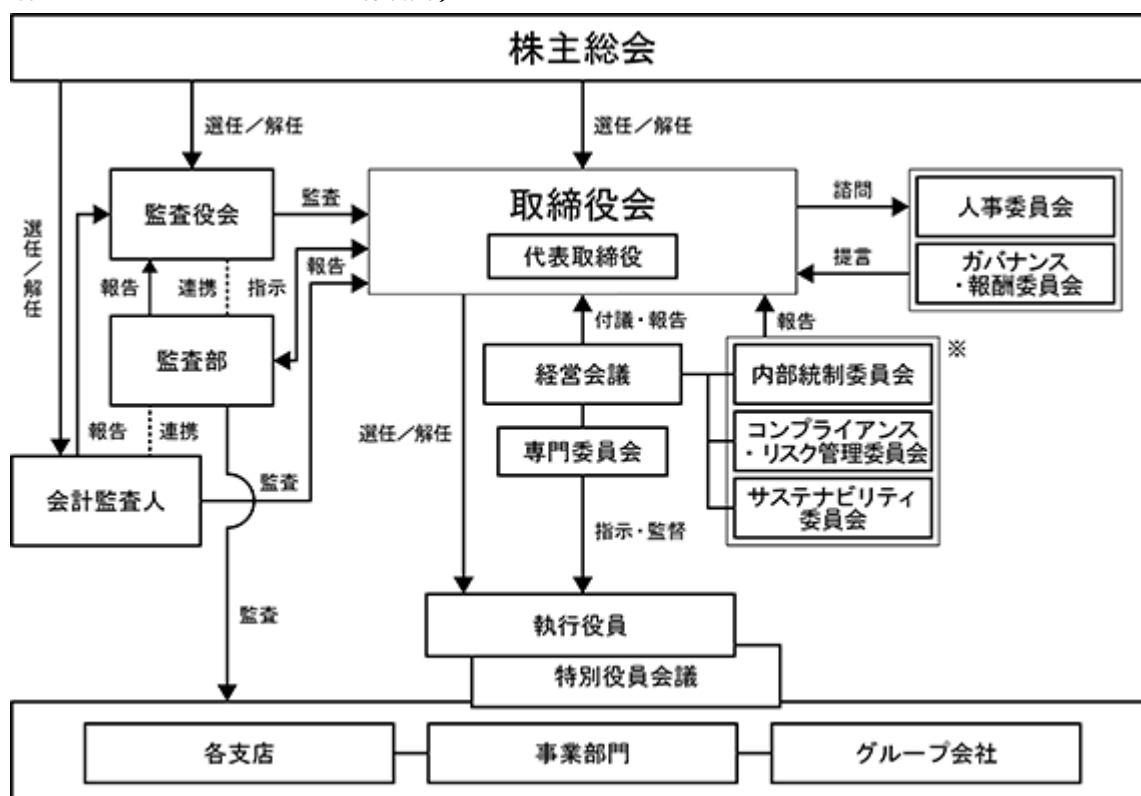 株主総会
選任／解任
選任／解任
選任／解任
監査役会
監査
取締役会
代表取締役
諮問
人事委員会
提言
ガバナンス
・報酬委員会
報告
連携
指示
報告
付議・報告
報告
※
監査部
経営会議
内部統制委員会
選任／解任
専門委員会
コンプライアンス
・リスク管理委員会
報告
連携
会計監査人
監査
サステナビリティ
委員会
指示・監督
監査
執行役員
特別役員会議
各支店
事業部門
グループ会社